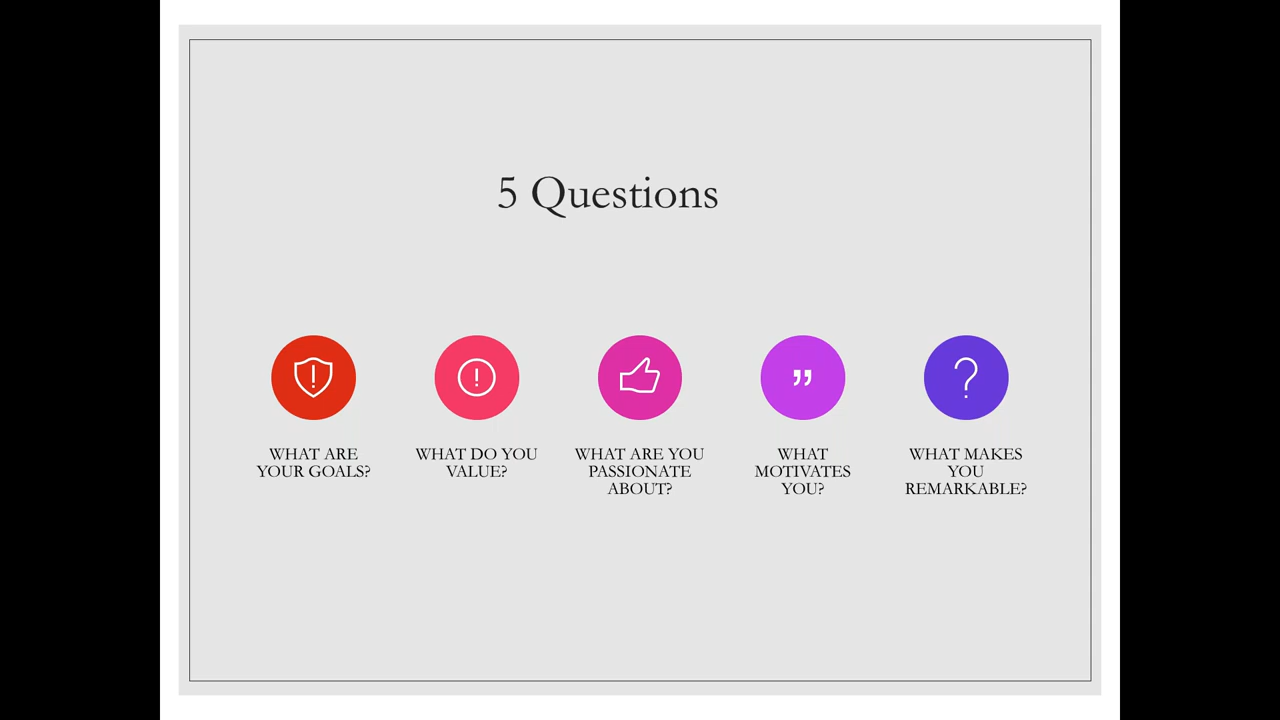 5 Questions
WHAT ARE
YOUR GOALS?
WHAT DO YOU
VALUE?
WHAT ARE YOU
PASSIONATE
ABOUT?
WHAT
MOTIVATES
YOU?
WHAT MAKES
YOU
REMARKABLE?